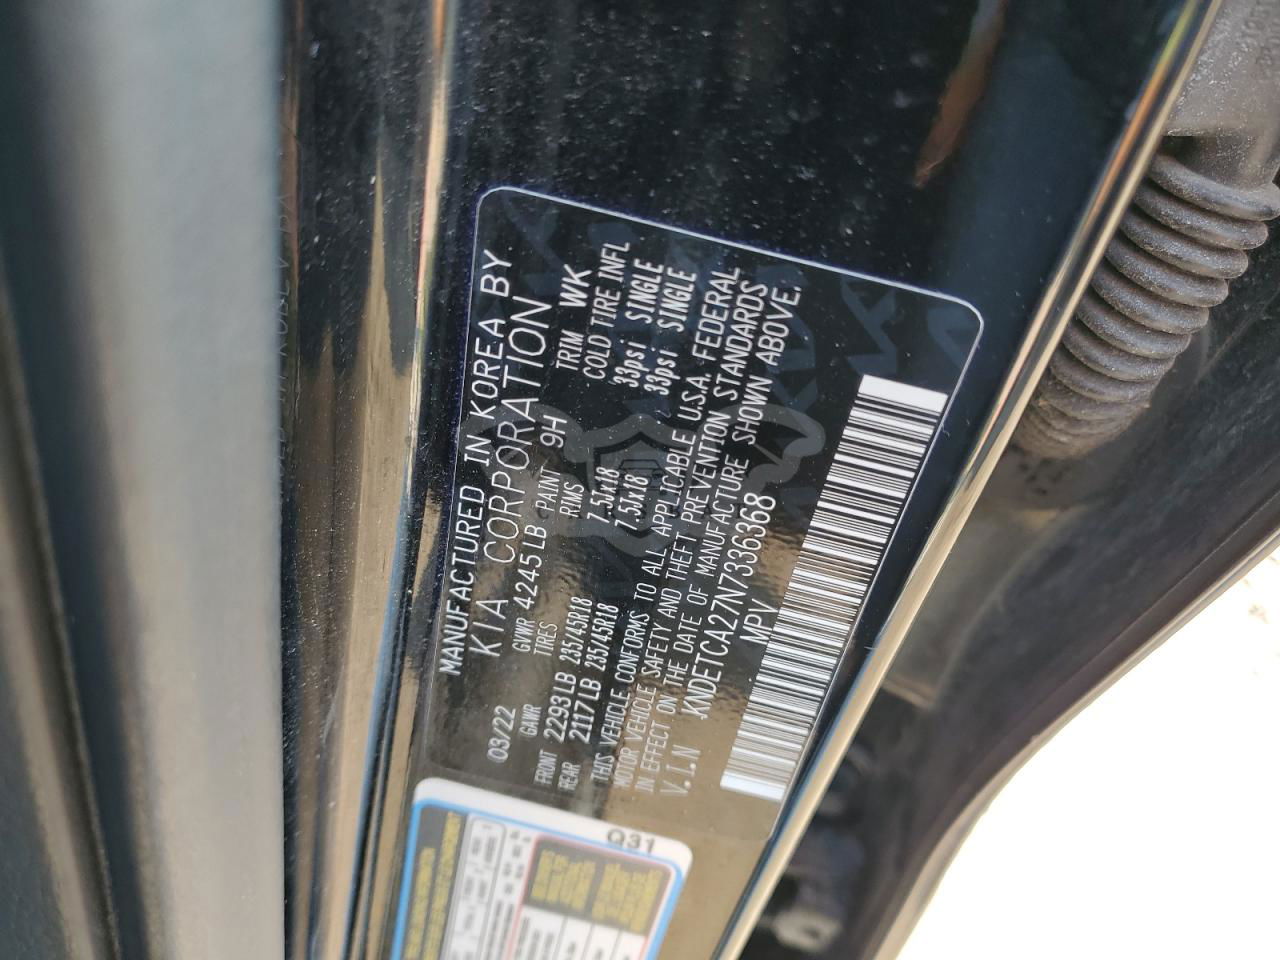 MANUFACTURED IN KOREA BY
KIA CORPORATION
03/22 GVWR 4245LB PAINT 9H TRIM WK
GAWR TIRES RIMS COLD TIRE INFL
FRONT 2293LB 235/45R18 7.5Jx18 33psi SINGLE
REAR 2117LB 235/45R18 7.5Jx18 33psi SINGLE
THIS VEHICLE CONFORMS TO ALL APPLICABLE U.S.A. FEDERAL
MOTOR VEHICLE SAFETY AND THEFT PREVENTION STANDARDS
IN EFFECT ON THE DATE OF MANUFACTURE SHOWN ABOVE.
V.I.N KNDETCA27N7336368
MPV
Q31